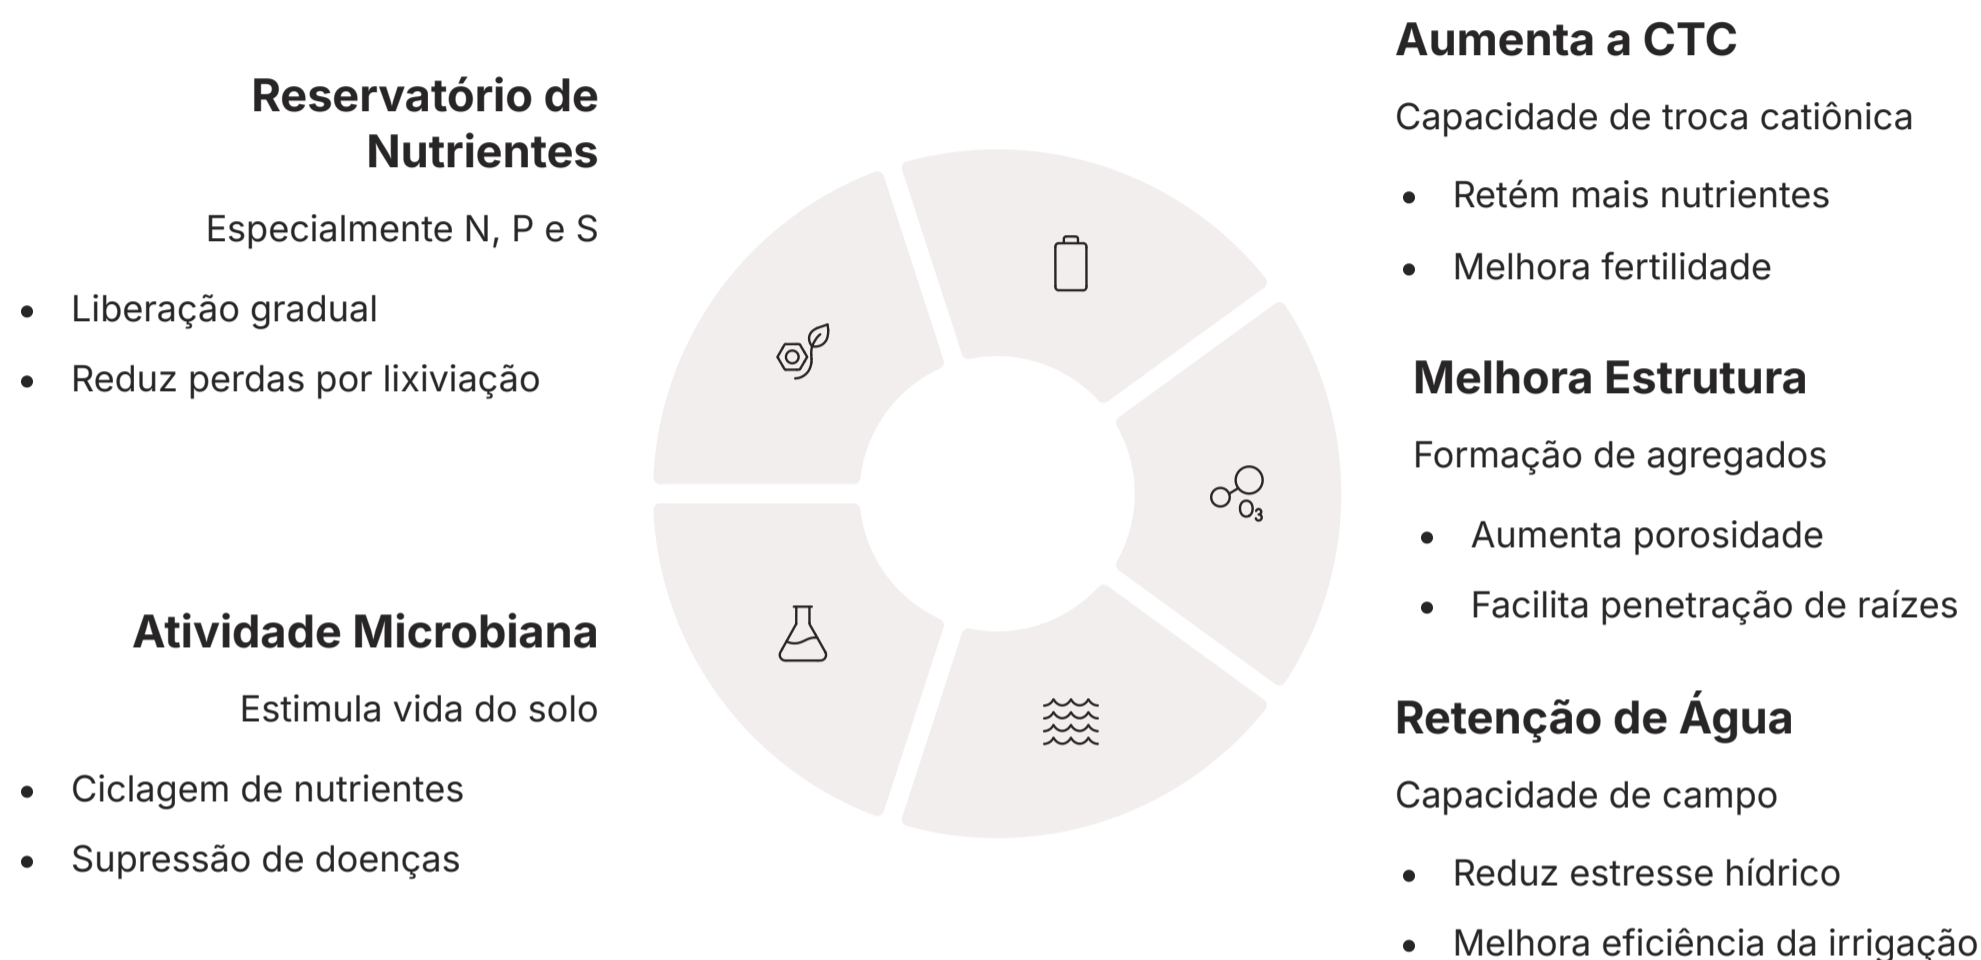 Reservatório de
Nutrientes
Especialmente N, P e S
• Liberação gradual
• Reduz perdas por lixiviação
Atividade Microbiana
Estimula vida do solo
• Ciclagem de nutrientes
• Supressão de doenças
O3
Aumenta a CTC
Capacidade de troca catiônica
• Retém mais nutrientes
• Melhora fertilidade
Melhora Estrutura
Formação de agregados
• Aumenta porosidade
• Facilita penetração de raízes
Retenção de Água
Capacidade de campo
• Reduz estresse hídrico
• Melhora eficiência da irrigação